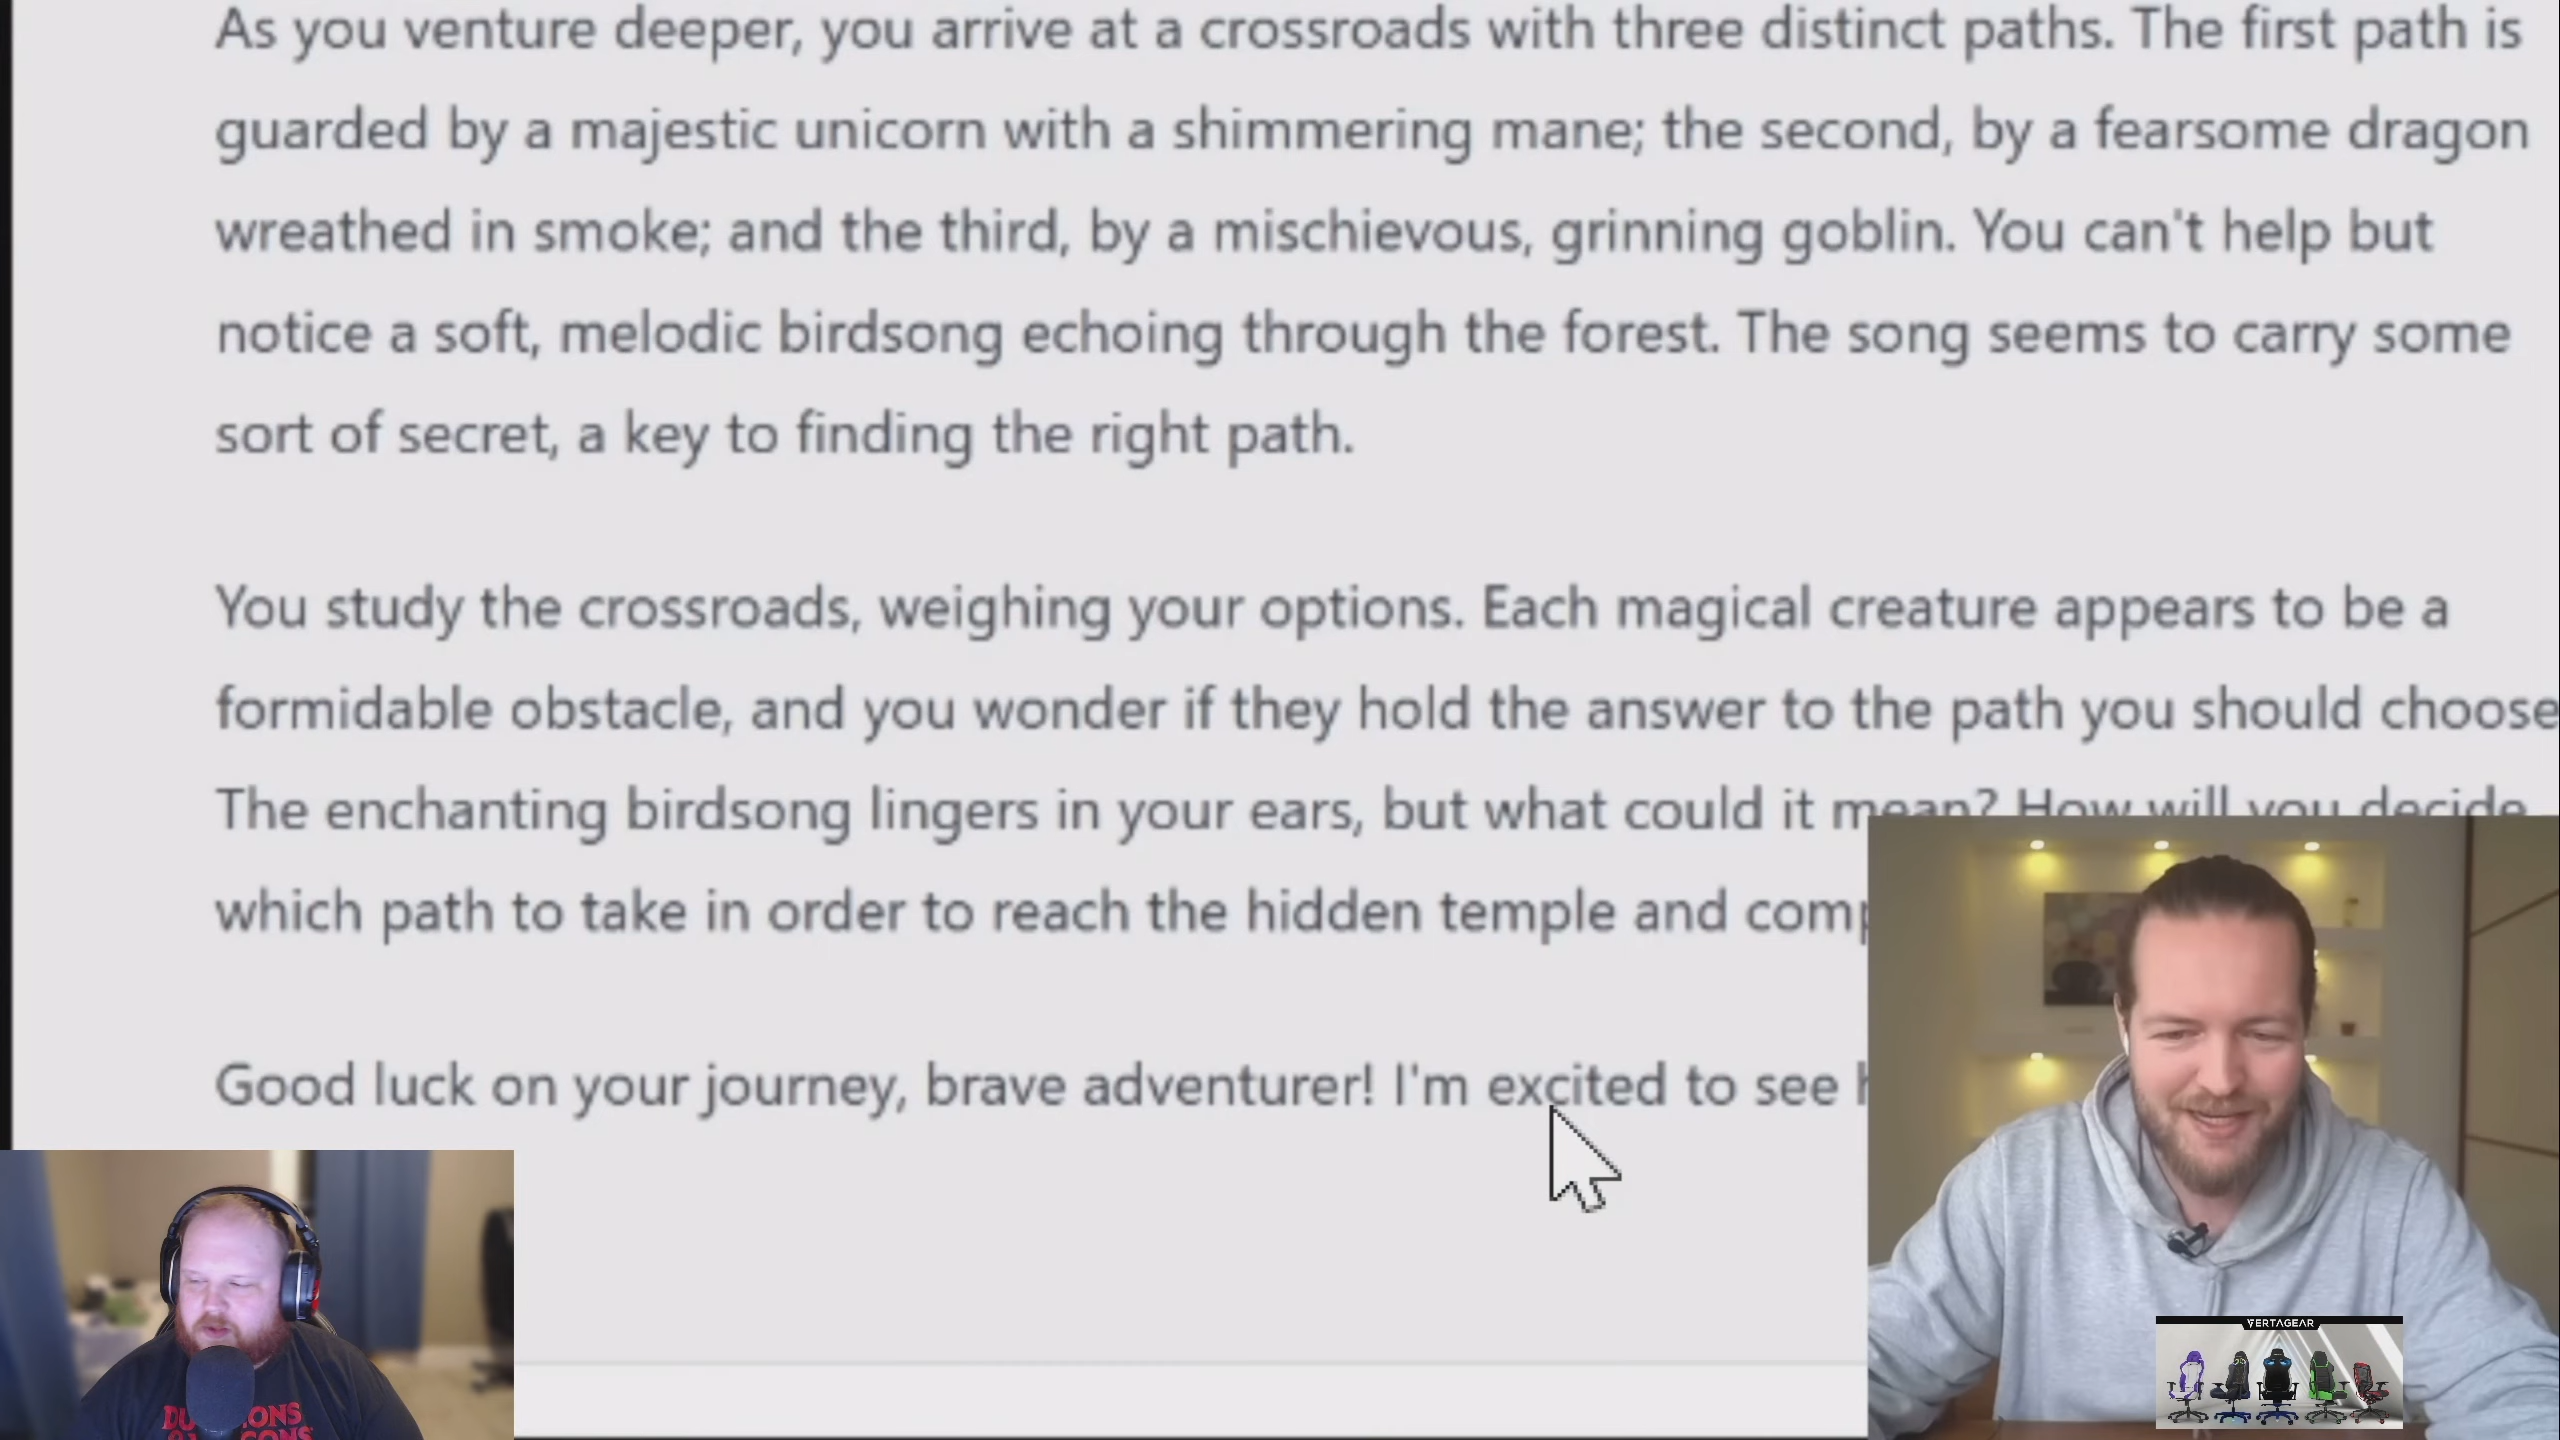 As you venture deeper, you arrive at a crossroads with three distinct paths. The first path is
guarded by a majestic unicorn with a shimmering mane; the second, by a fearsome dragon
wreathed in smoke; and the third, by a mischievous, grinning goblin. You can't help but
notice a soft, melodic birdsong echoing through the forest. The song seems to carry some
sort of secret, a key to finding the right path.
You study the crossroads, weighing your options. Each magical creature appears to be a
formidable obstacle, and you wonder if they hold the answer to the path you should choose
The enchanting birdsong lingers in your ears, but what could it mean? How will you decide
which path to take in order to reach the hidden temple and comp
Good luck on your journey, brave adventurer! I'm excited to see h
VERTAGEAR